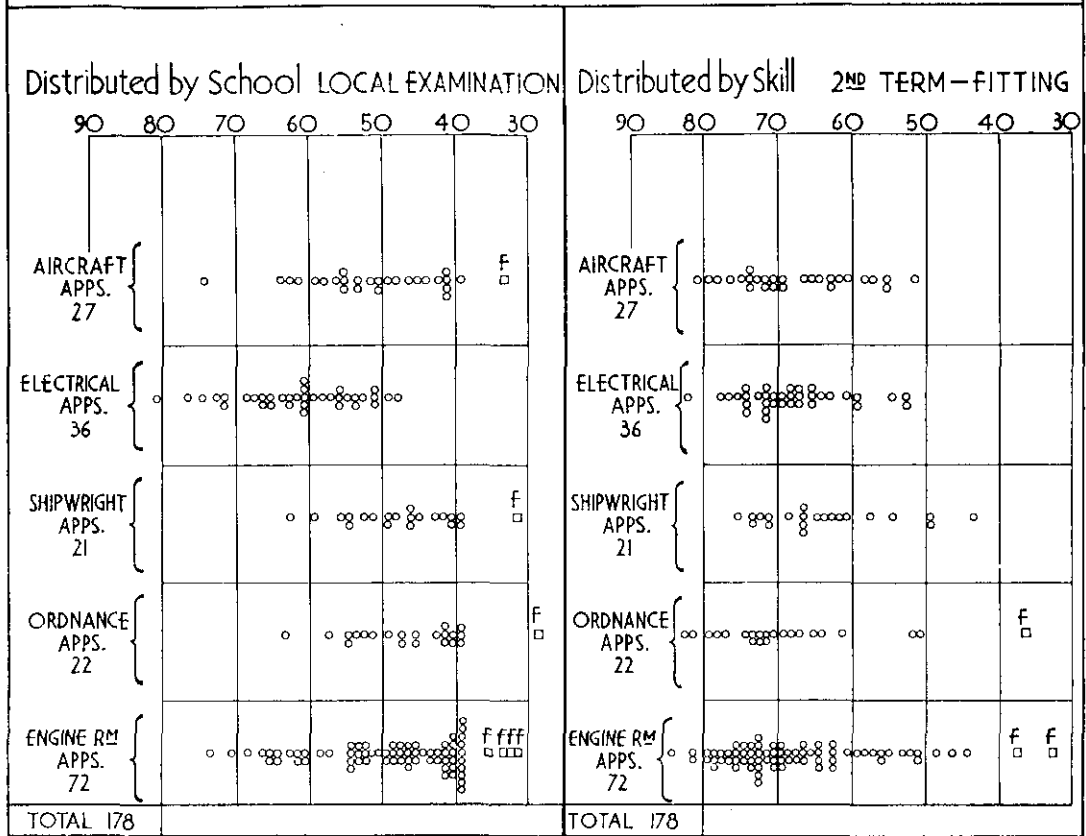 Distributed by School LOCAL EXAMINATION
90 80 70 60 50 40 30
AIRCRAFT
APPS.
27
f
ELECTRICAL
APPS.
36
SHIPWRIGHT
APPS.
21
f
ORDNANCE
APPS.
22
f
ENGINE RM
APPS.
72
f fff
TOTAL 178
Distributed by Skill 2ND TERM-FITTING
90 80 70 60 50 40 30
AIRCRAFT
APPS.
27
ELECTRICAL
APPS.
36
SHIPWRIGHT
APPS.
21
ORDNANCE
APPS.
22
f
ENGINE RM
APPS.
72
f f
TOTAL 178